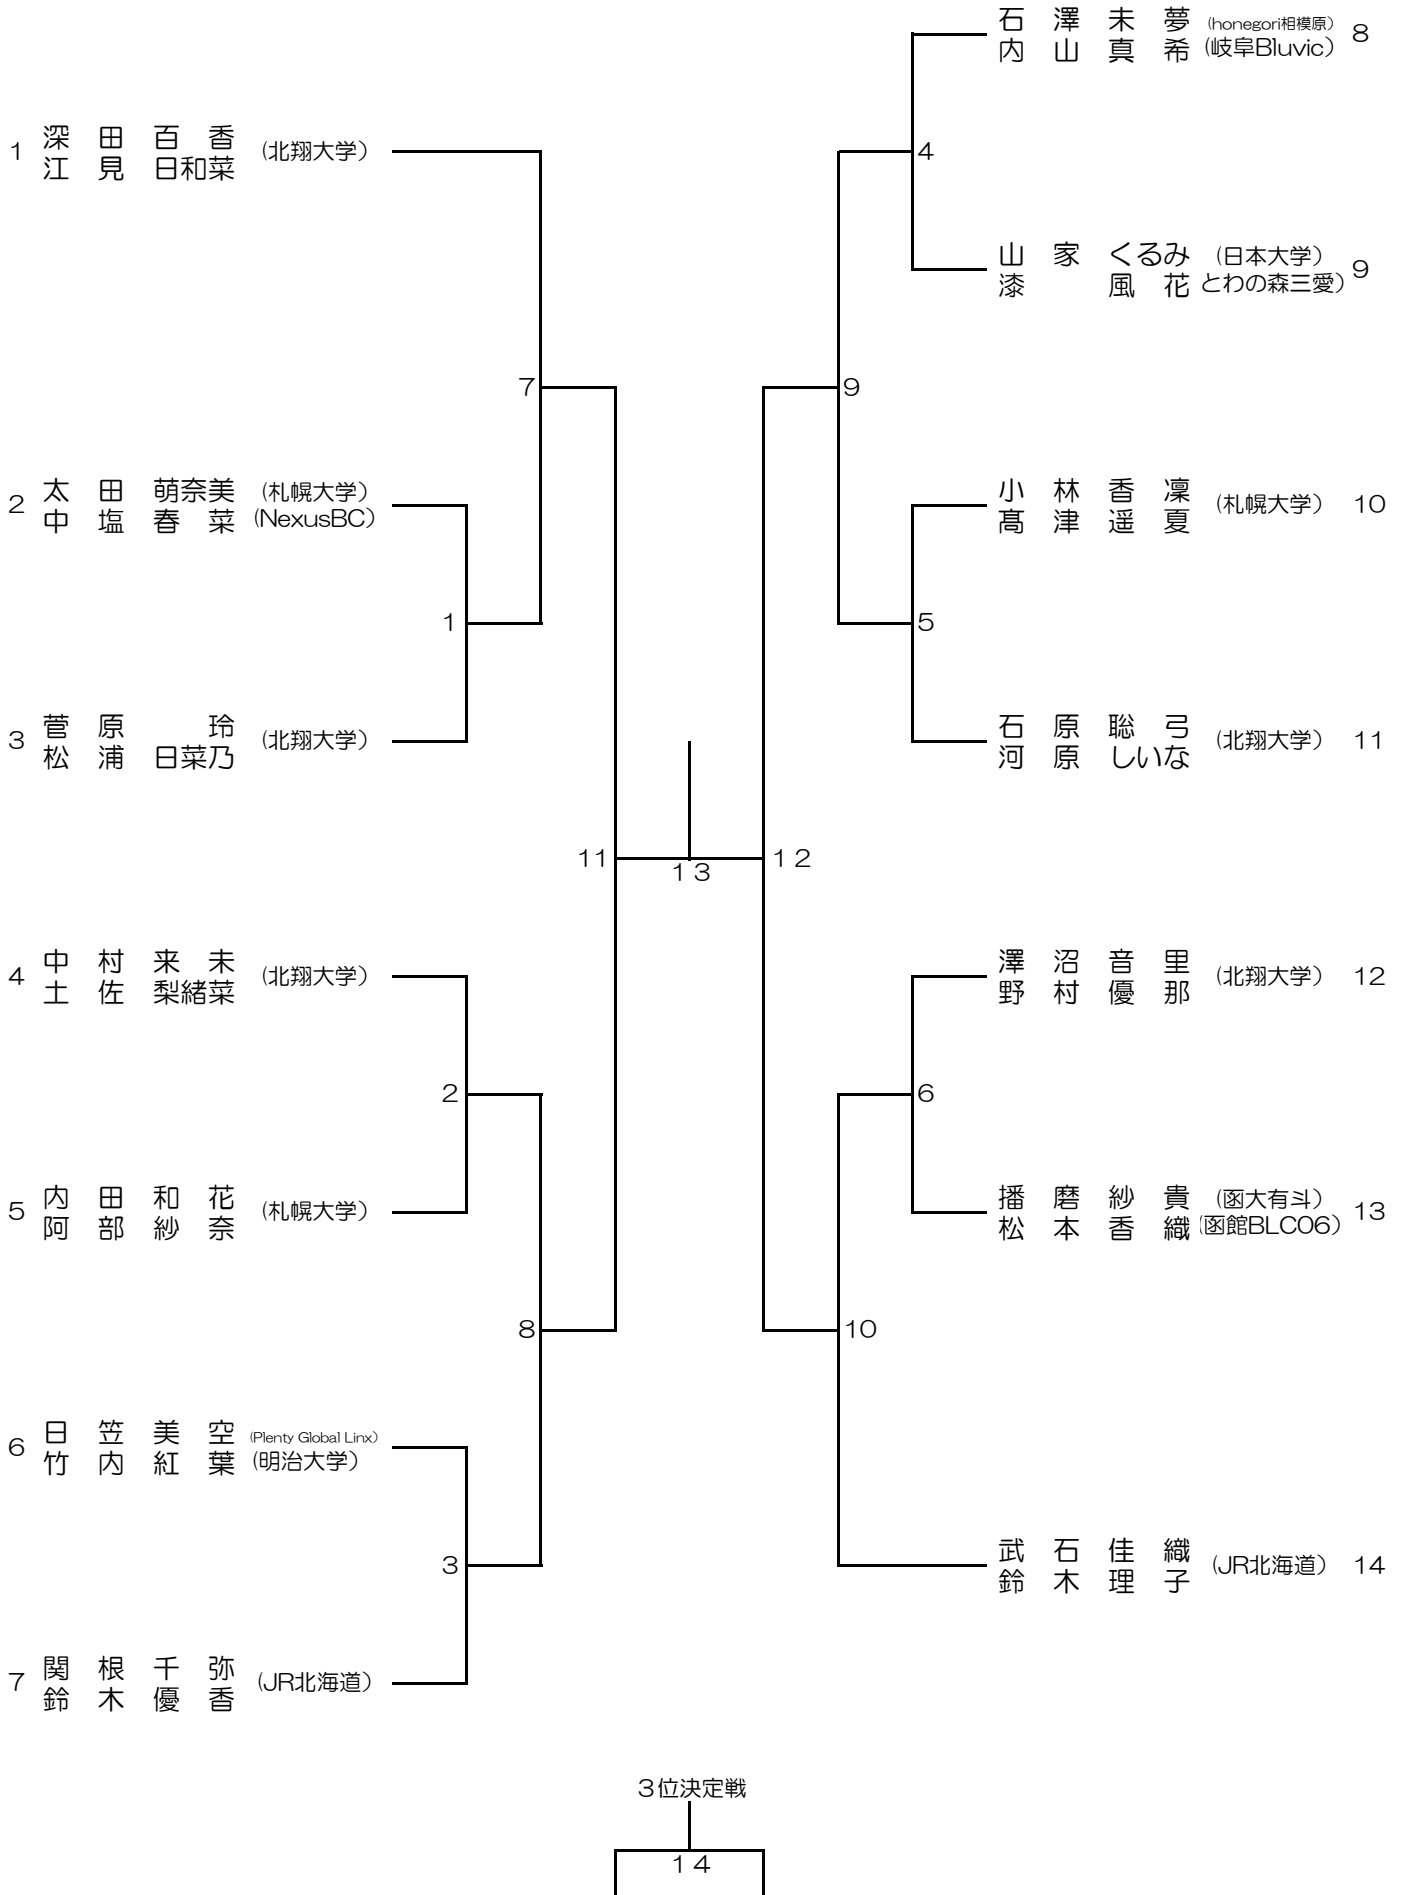 1 深田百香 (北翔大学)
江見日和菜
7
2 太田萌奈美 (札幌大学)
中塩春菜 (NexusBC)
1
3 菅原玲 (北翔大学)
松浦日菜乃
11
4 中村来未 (北翔大学)
土佐梨緒菜
2
5 内田和花 (札幌大学)
阿部紗奈
8
6 日笠美空 (Plenty Global Linx)
竹内紅葉 (明治大学)
3
7 関根千弥 (JR北海道)
鈴木優香
13
石澤未夢 (honegori相模原) 8
内山真希 (岐阜Bluvic)
4
山家くるみ (日本大学) 9
漆風花 とわの森三愛)
9
小林香凜 (札幌大学) 10
髙津遥夏
5
石原聡弓 (北翔大学) 11
河原しいな
12
澤沼音里 (北翔大学) 12
野村優那
6
播磨紗貴 (函大有斗) 13
松本香織 (函館BLC06)
10
武石佳織 (JR北海道) 14
鈴木理子
3位決定戦
14